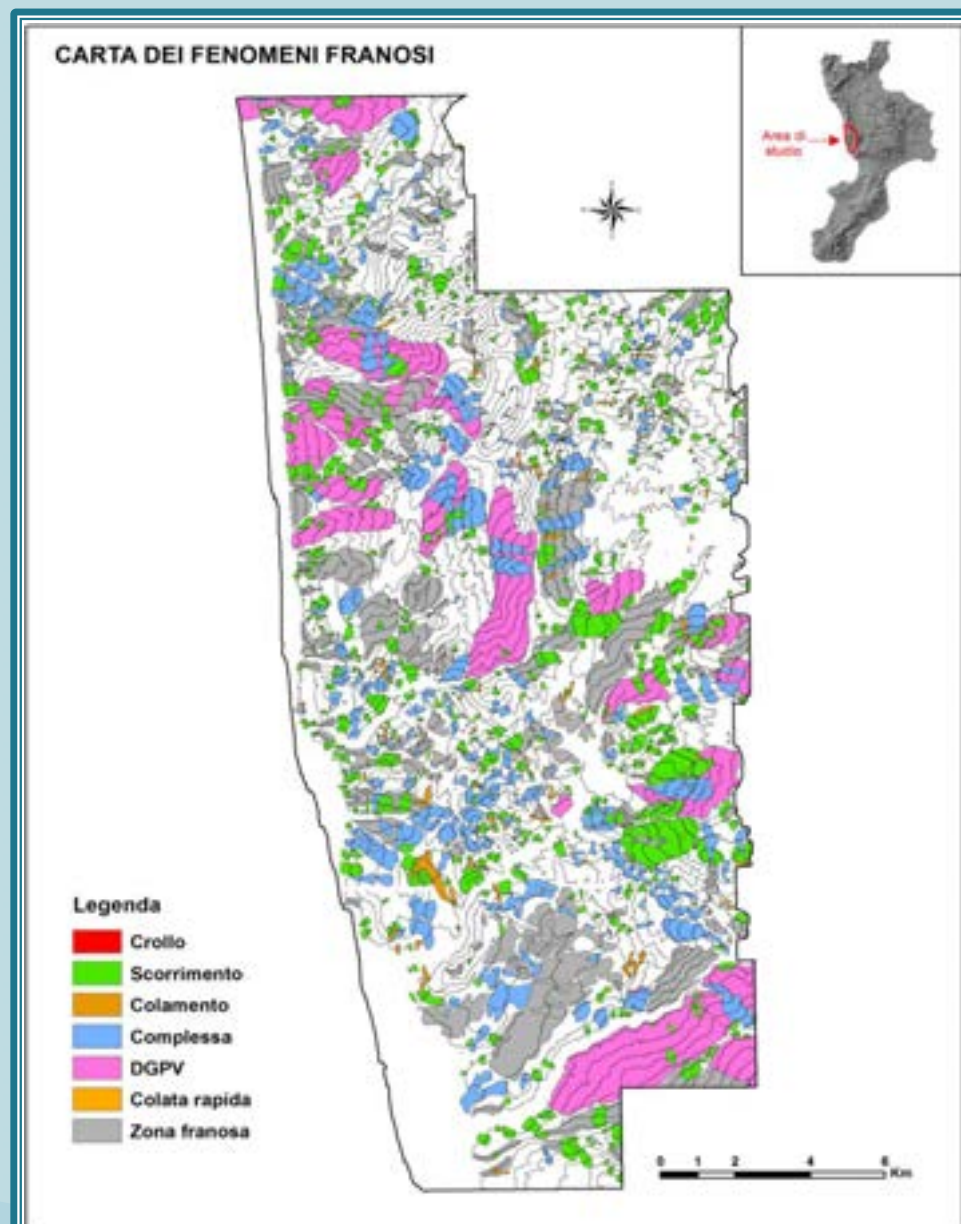 CARTA DEI FENOMENI FRANOSI
Area di
studio
Legenda
Crollo
Scorrimento
Colamento
Complessa
DGPV
Colata rapida
Zona franosa
0 1 2 4 6
Km